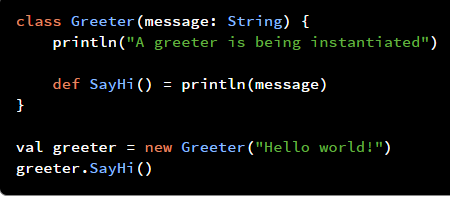 class Greeter(message: String) {
    println("A greeter is being instantiated")
    def SayHi() = println(message)
}
val greeter = new Greeter("Hello world!")
greeter.SayHi()